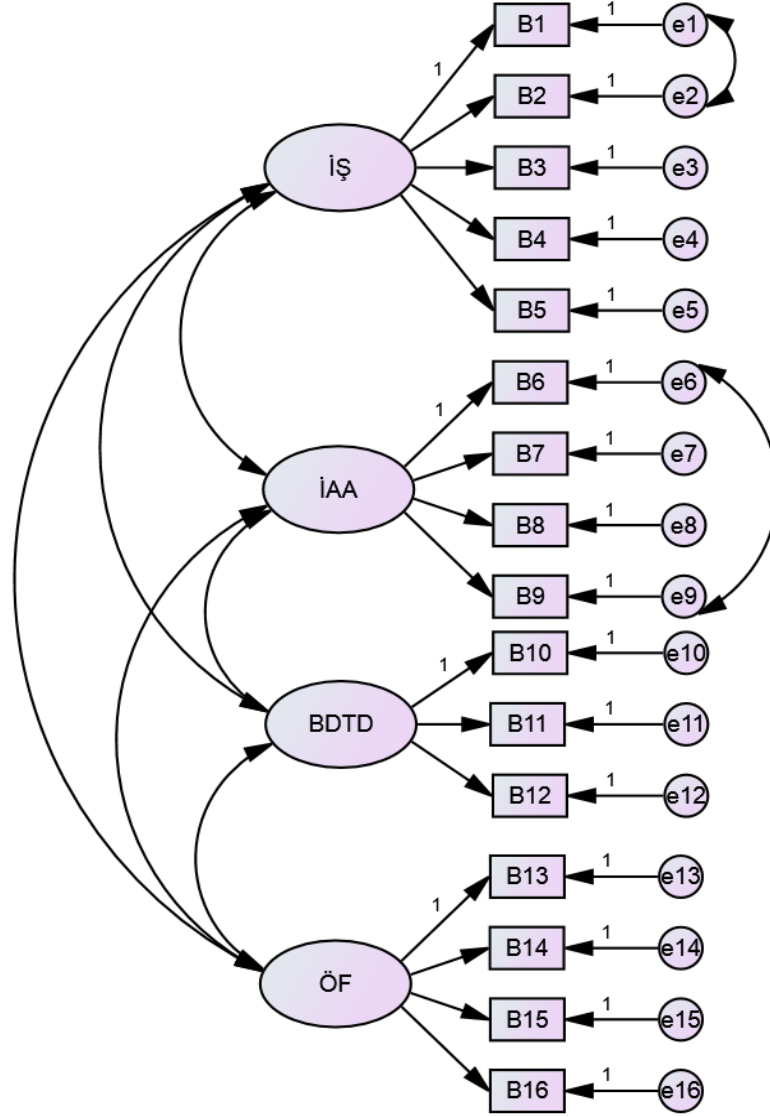 B1 1 e1
1
B2 1 e2
İŞ B3 1 e3
B4 1 e4
B5 1 e5
B6 1 e6
1
B7 1 e7
İAA
B8 1 e8
B9 1 e9
B10 1 e10
1
BDTD B11 1 e11
B12 1 e12
B13 1 e13
1
B14 1 e14
ÖF
B15 1 e15
B16 1 e16